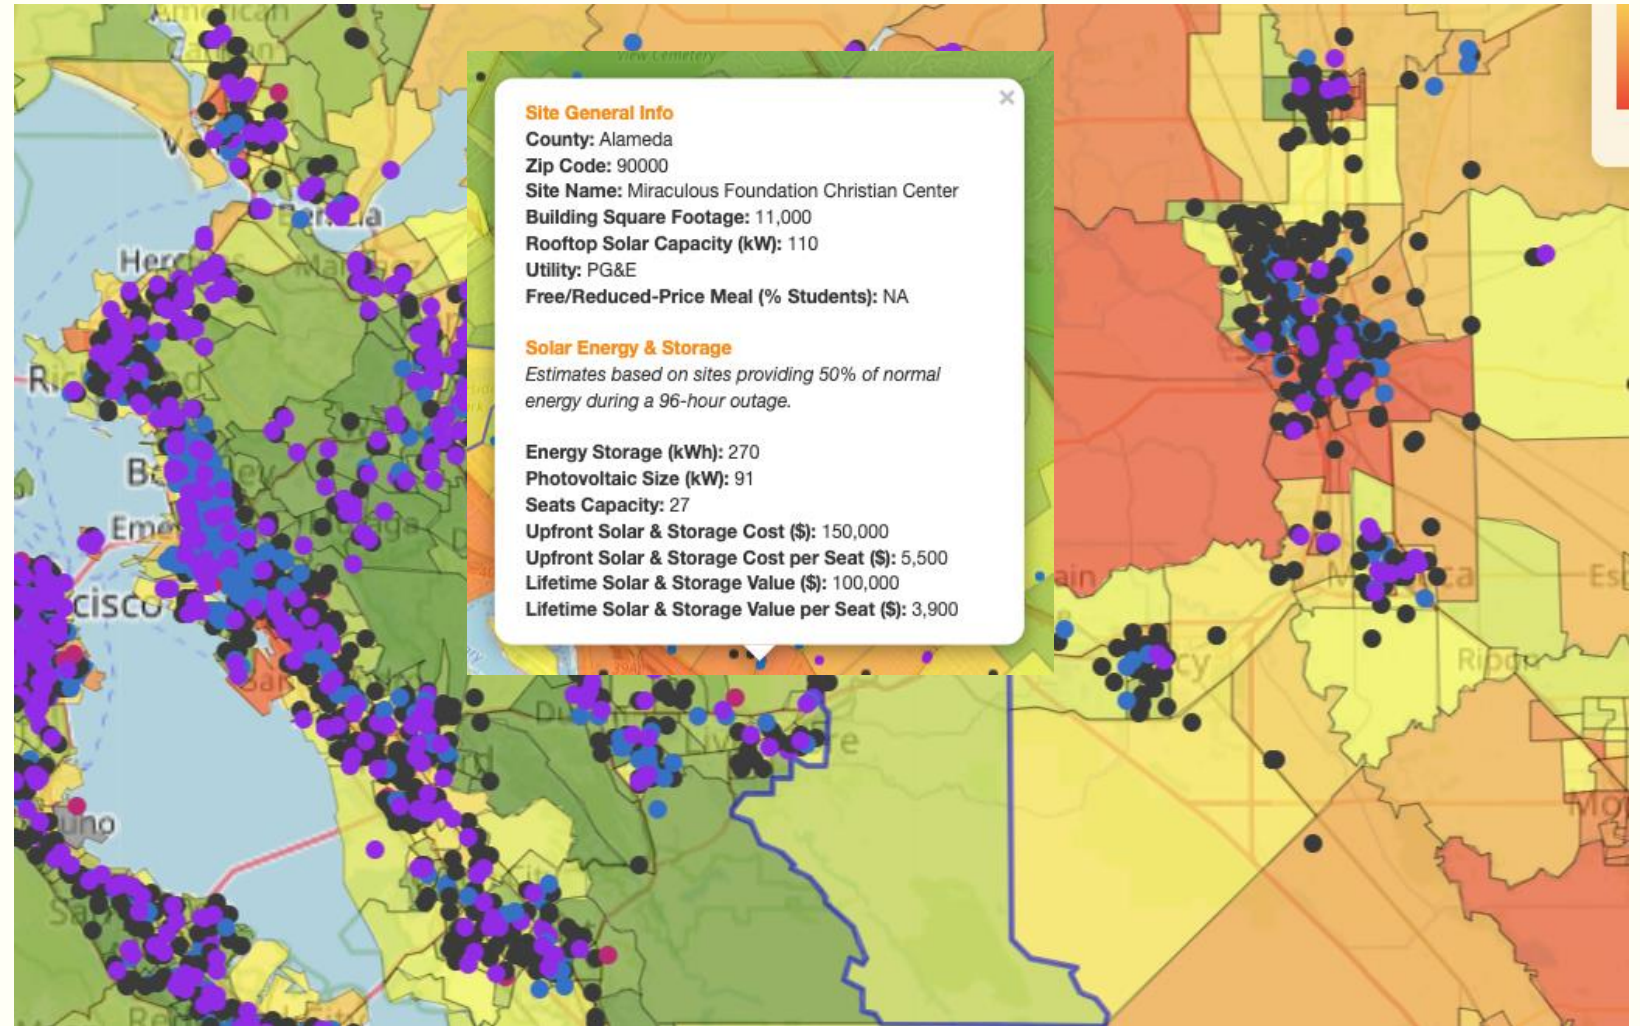 View Cemetery
×
Site General Info
County: Alameda
Zip Code: 90000
Site Name: Miraculous Foundation Christian Center
Building Square Footage: 11,000
Rooftop Solar Capacity (kW): 110
Utility: PG&E
Free/Reduced-Price Meal (% Students): NA
Solar Energy & Storage
Estimates based on sites providing 50% of normal
energy during a 96-hour outage.
Energy Storage (kWh): 270
Photovoltaic Size (kW): 91
Seats Capacity: 27
Upfront Solar & Storage Cost ($): 150,000
Upfront Solar & Storage Cost per Seat ($): 5,500
Lifetime Solar & Storage Value ($): 100,000
Lifetime Solar & Storage Value per Seat ($): 3,900
cisco